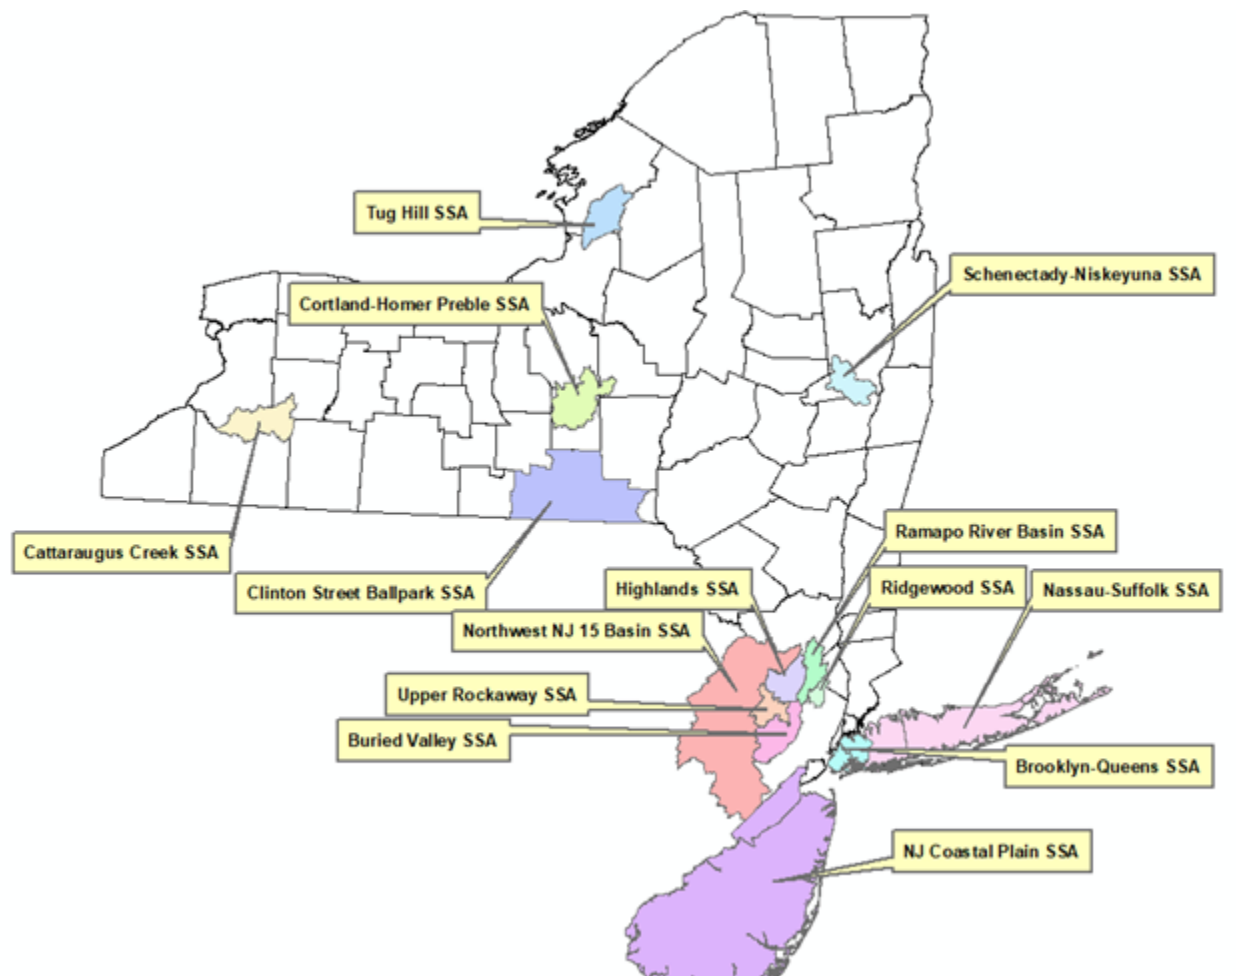 Tug Hill SSA
Schenectady-Niskeyuna SSA
Cortland-Homer Preble SSA
Ramapo River Basin SSA
Cattaraugus Creek SSA
Highlands SSA
Ridgewood SSA
Nassau-Suffolk SSA
Clinton Street Ballpark SSA
Northwest NJ 15 Basin SSA
Upper Rockaway SSA
Buried Valley SSA
Brooklyn-Queens SSA
NJ Coastal Plain SSA